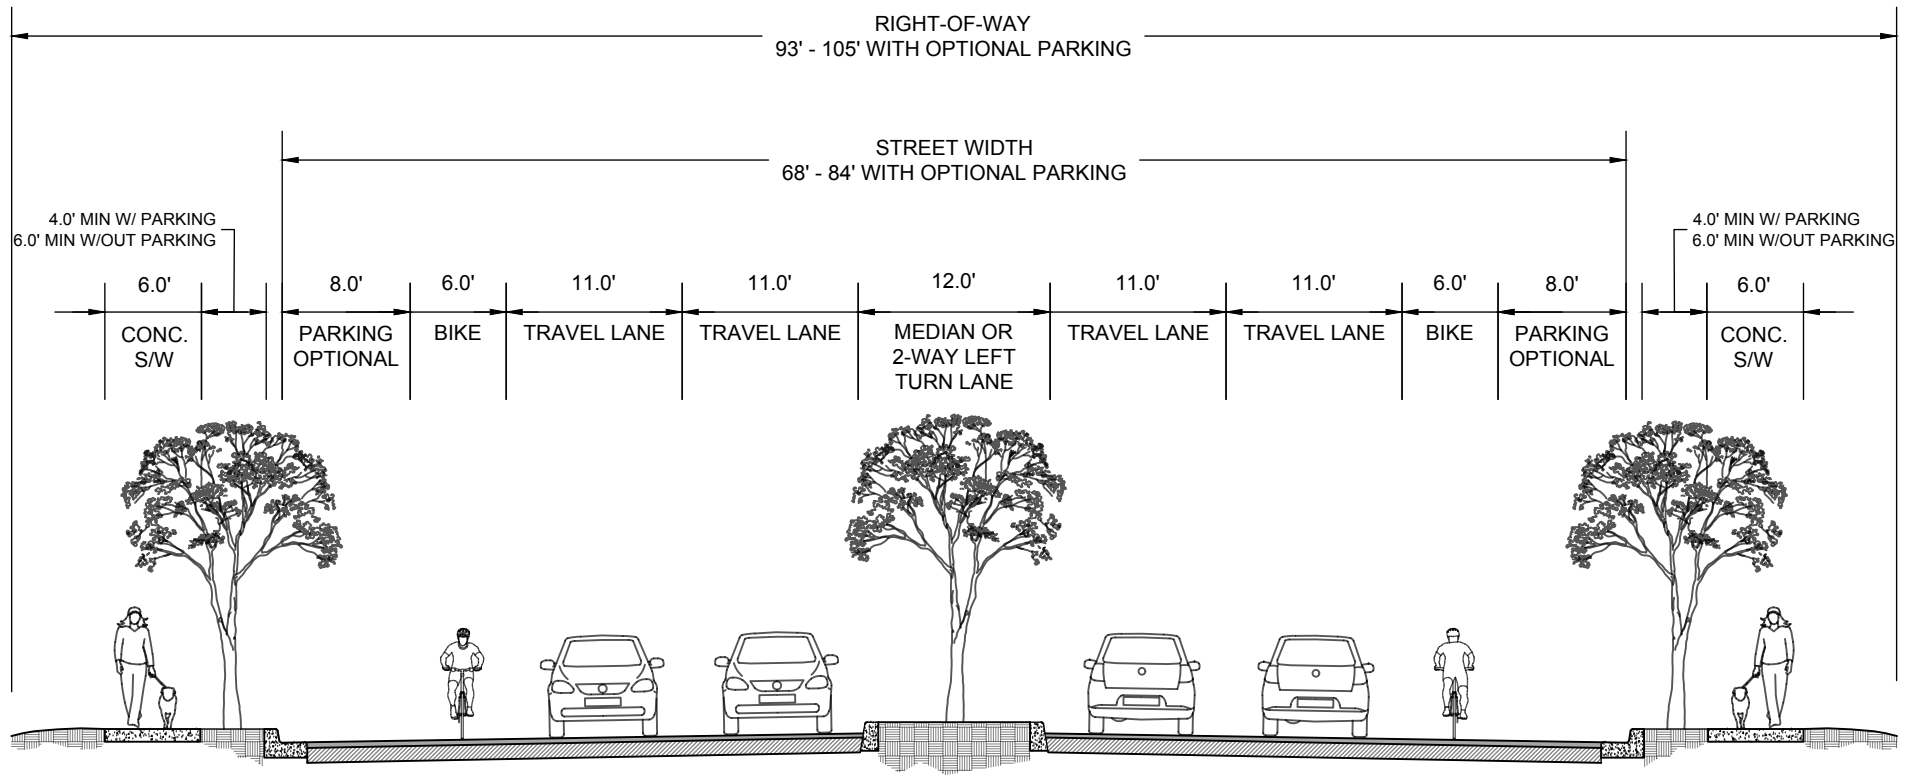 RIGHT-OF-WAY
93' - 105' WITH OPTIONAL PARKING
STREET WIDTH
68' - 84' WITH OPTIONAL PARKING
4.0' MIN W/ PARKING
6.0' MIN W/OUT PARKING
4.0' MIN W/ PARKING
6.0' MIN W/OUT PARKING
6.0'
8.0'
6.0'
11.0'
11.0'
12.0'
11.0'
11.0'
6.0'
8.0'
6.0'
CONC.
S/W
PARKING
OPTIONAL
BIKE
TRAVEL LANE
TRAVEL LANE
MEDIAN OR
2-WAY LEFT
TURN LANE
TRAVEL LANE
TRAVEL LANE
BIKE
PARKING
OPTIONAL
CONC.
S/W